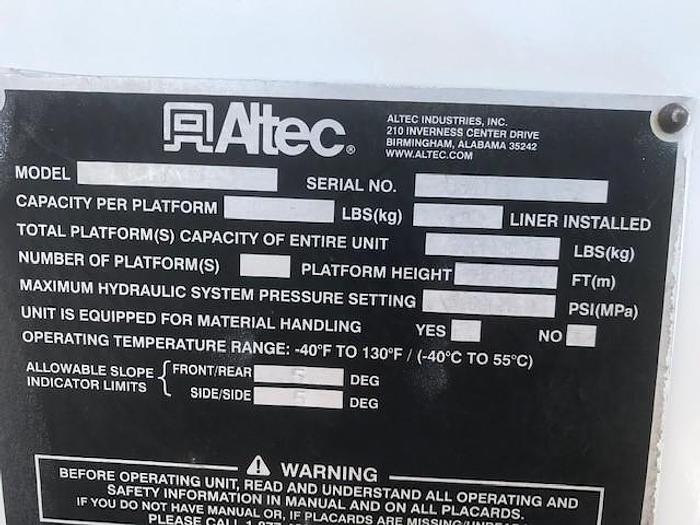 Altec®
ALTEC INDUSTRIES, INC.
210 INVERNESS CENTER DRIVE
BIRMINGHAM, ALABAMA 35242
WWW.ALTEC.COM
MODEL SERIAL NO.
CAPACITY PER PLATFORM LBS(kg) LINER INSTALLED
TOTAL PLATFORM(S) CAPACITY OF ENTIRE UNIT LBS(kg)
NUMBER OF PLATFORM(S) PLATFORM HEIGHT FT(m)
MAXIMUM HYDRAULIC SYSTEM PRESSURE SETTING PSI(MPa)
UNIT IS EQUIPPED FOR MATERIAL HANDLING YES NO
OPERATING TEMPERATURE RANGE: -40°F TO 130°F / (-40°C TO 55°C)
ALLOWABLE SLOPE INDICATOR LIMITS { FRONT/REAR 5 DEG
SIDE/SIDE 5 DEG
WARNING
BEFORE OPERATING UNIT, READ AND UNDERSTAND ALL OPERATING AND
SAFETY INFORMATION IN MANUAL AND ON ALL PLACARDS.
IF YOU DO NOT HAVE MANUAL OR, IF PLACARDS ARE MISSING/
PLEASE CALL